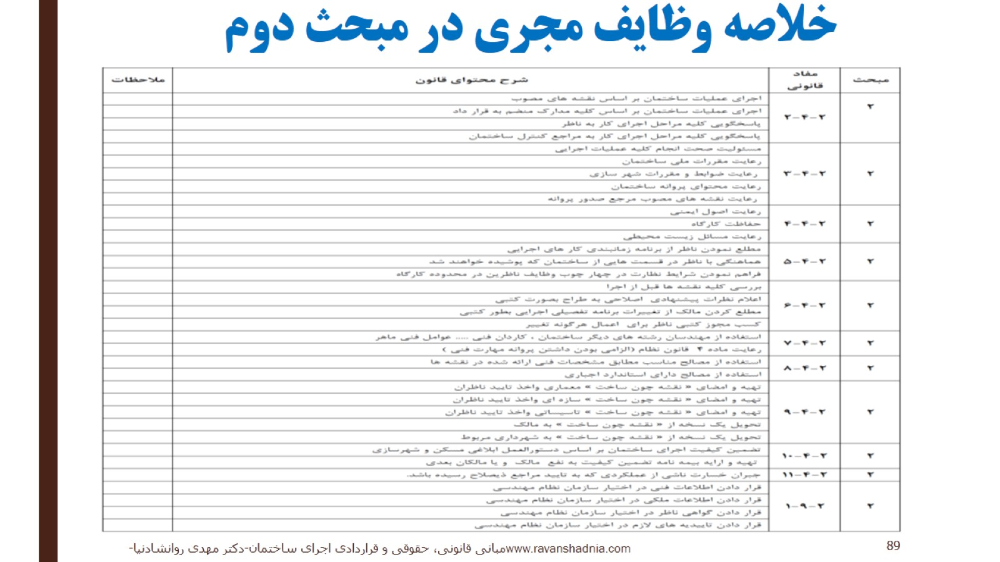 خلاصه وظایف مجری در مبحث دوم
مبحث
مفاد قانونی
شرح محتوای قانون
ملاحظات
۲
۲-۴-۲
اجرای عملیات ساختمان بر اساس نقشه های مصوب
اجرای عملیات ساختمان بر اساس کلیه مدارک منضم به قرار داد
پاسخگویی کلیه مراحل اجرای کار به ناظر
پاسخگویی کلیه مراحل اجرای کار به مراجع کنترل ساختمان
۲
۲-۴-۳
مسئولیت صحت انجام کلیه عملیات اجرایی
رعایت مقررات ملی ساختمان
رعایت ضوابط و مقررات شهر سازی
رعایت محتوای پروانه ساختمان
رعایت نقشه های مصوب مرجع صدور پروانه
۲
۲-۴-۴
رعایت اصول ایمنی
حفاظت کارگاه
رعایت مسائل زیست محیطی
۲
۲-۴-۵
مطلع نمودن ناظر از برنامه زمانبندی کار های اجرایی
هماهنگی با ناظر در قسمت هایی از ساختمان که پوشیده خواهند شد
فراهم نمودن شرایط نظارت در چهار چوب وظایف ناظرین در محدوده کارگاه
۲
۲-۴-۶
بررسی کلیه نقشه ها قبل از اجرا
اعلام نظرات پیشنهادی اصلاحی به طراح بصورت کتبی
مطلع کردن مالک از تغییرات برنامه تفصیلی اجرایی بطور کتبی
کسب مجوز کتبی ناظر برای اعمال هرگونه تغییر
۲
۲-۴-۷
استفاده از مهندسان رشته های دیگر ساختمان ، کاردان فنی ..... عوامل فنی ماهر
رعایت ماده ۴ قانون نظام (الزامی بودن داشتن پروانه مهارت فنی )
۲
۲-۴-۸
استفاده از مصالح مناسب مطابق مشخصات فنی ارائه شده در نقشه ها
استفاده از مصالح دارای استاندارد اجباری
۲
۲-۴-۹
تهیه و امضای « نقشه چون ساخت » معماری واخذ تایید ناظران
تهیه و امضای « نقشه چون ساخت » سازه ای واخذ تایید ناظران
تهیه و امضای « نقشه چون ساخت » تاسیساتی واخذ تایید ناظران
تحویل یک نسخه از « نقشه چون ساخت » به مالک
تحویل یک نسخه از « نقشه چون ساخت » به شهرداری مربوط
۲
۲-۴-۱۰
تضمین کیفیت اجرای ساختمان بر اساس دستورالعمل ابلاغی مسکن و شهرسازی
تهیه و ارایه بیمه نامه تضمین کیفیت به نفع مالک و یا مالکان بعدی
۲
۲-۴-۱۱
جبران خسارت ناشی از عملکردی که به تایید مراجع ذیصلاح رسیده باشد.
۲
۲-۹-۱
قرار دادن اطلاعات فنی در اختیار سازمان نظام مهندسی
قرار دادن اطلاعات ملکی در اختیار سازمان نظام مهندسی
قرار دادن گواهی ناظر در اختیار سازمان نظام مهندسی
قرار دادن تاییدیه های لازم در اختیار سازمان نظام مهندسی
www.ravanshadnia.comمبانی قانونی، حقوقی و قراردادی اجرای ساختمان-دکتر مهدی روانشادنیا-
89